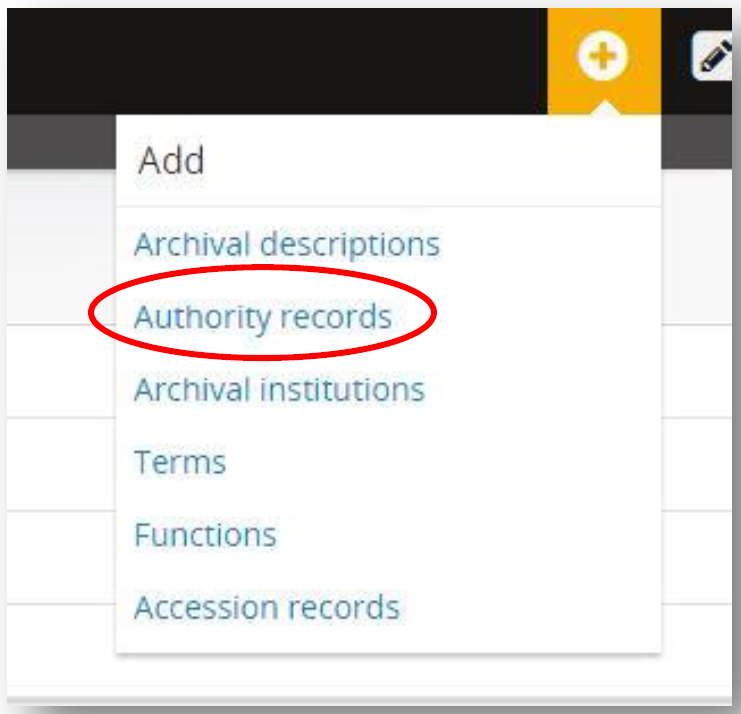 Add
Archival descriptions
Authority records
Archival institutions
Terms
Functions
Accession records